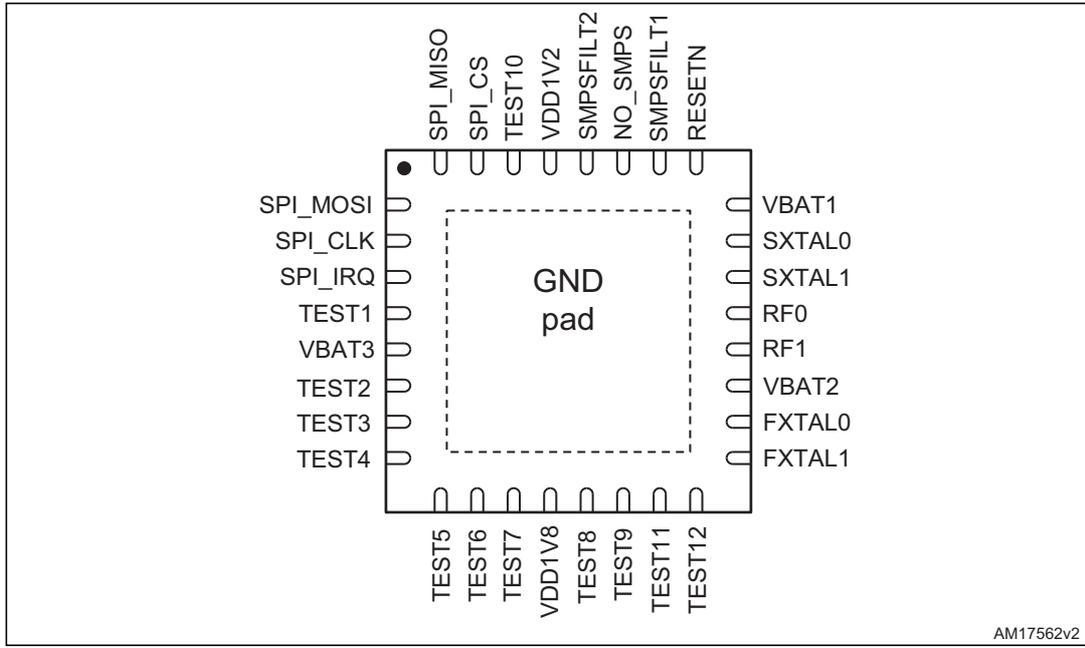 SPI_MISO
SPI_CS
TEST10
VDD1V2
SMPSFILT2
NO_SMPS
SMPSFILT1
RESETN
SPI_MOSI
SPI_CLK
SPI_IRQ
TEST1
VBAT3
TEST2
TEST3
TEST4
GND
pad
VBAT1
SXTAL0
SXTAL1
RF0
RF1
VBAT2
FXTAL0
FXTAL1
TEST5
TEST6
TEST7
VDD1V8
TEST8
TEST9
TEST11
TEST12
AM17562v2